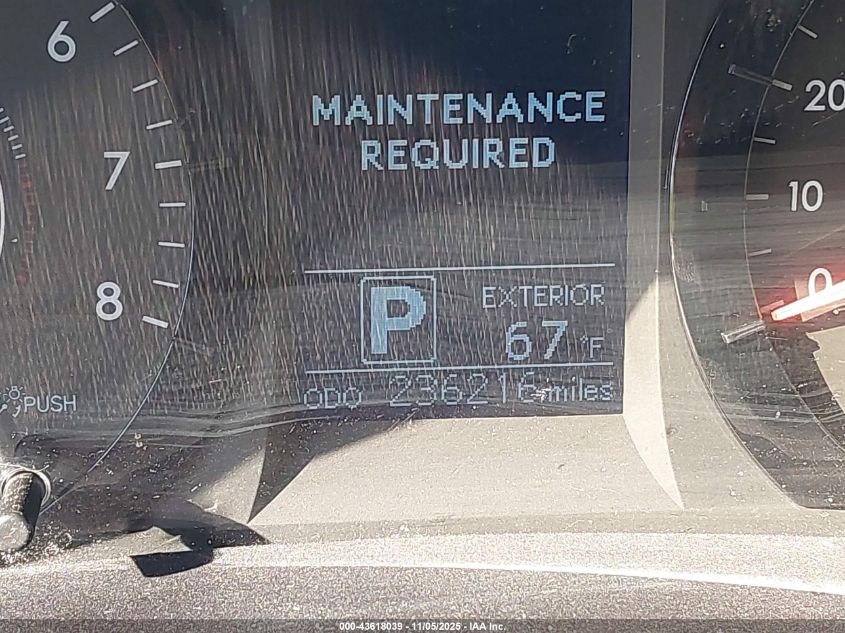 6
7
8
PUSH
MAINTENANCE
REQUIRED
P
EXTERIOR
67 °F
ODO 236216 miles
20
10
0
000-43618039 - 11/05/2025 - IAA Inc.